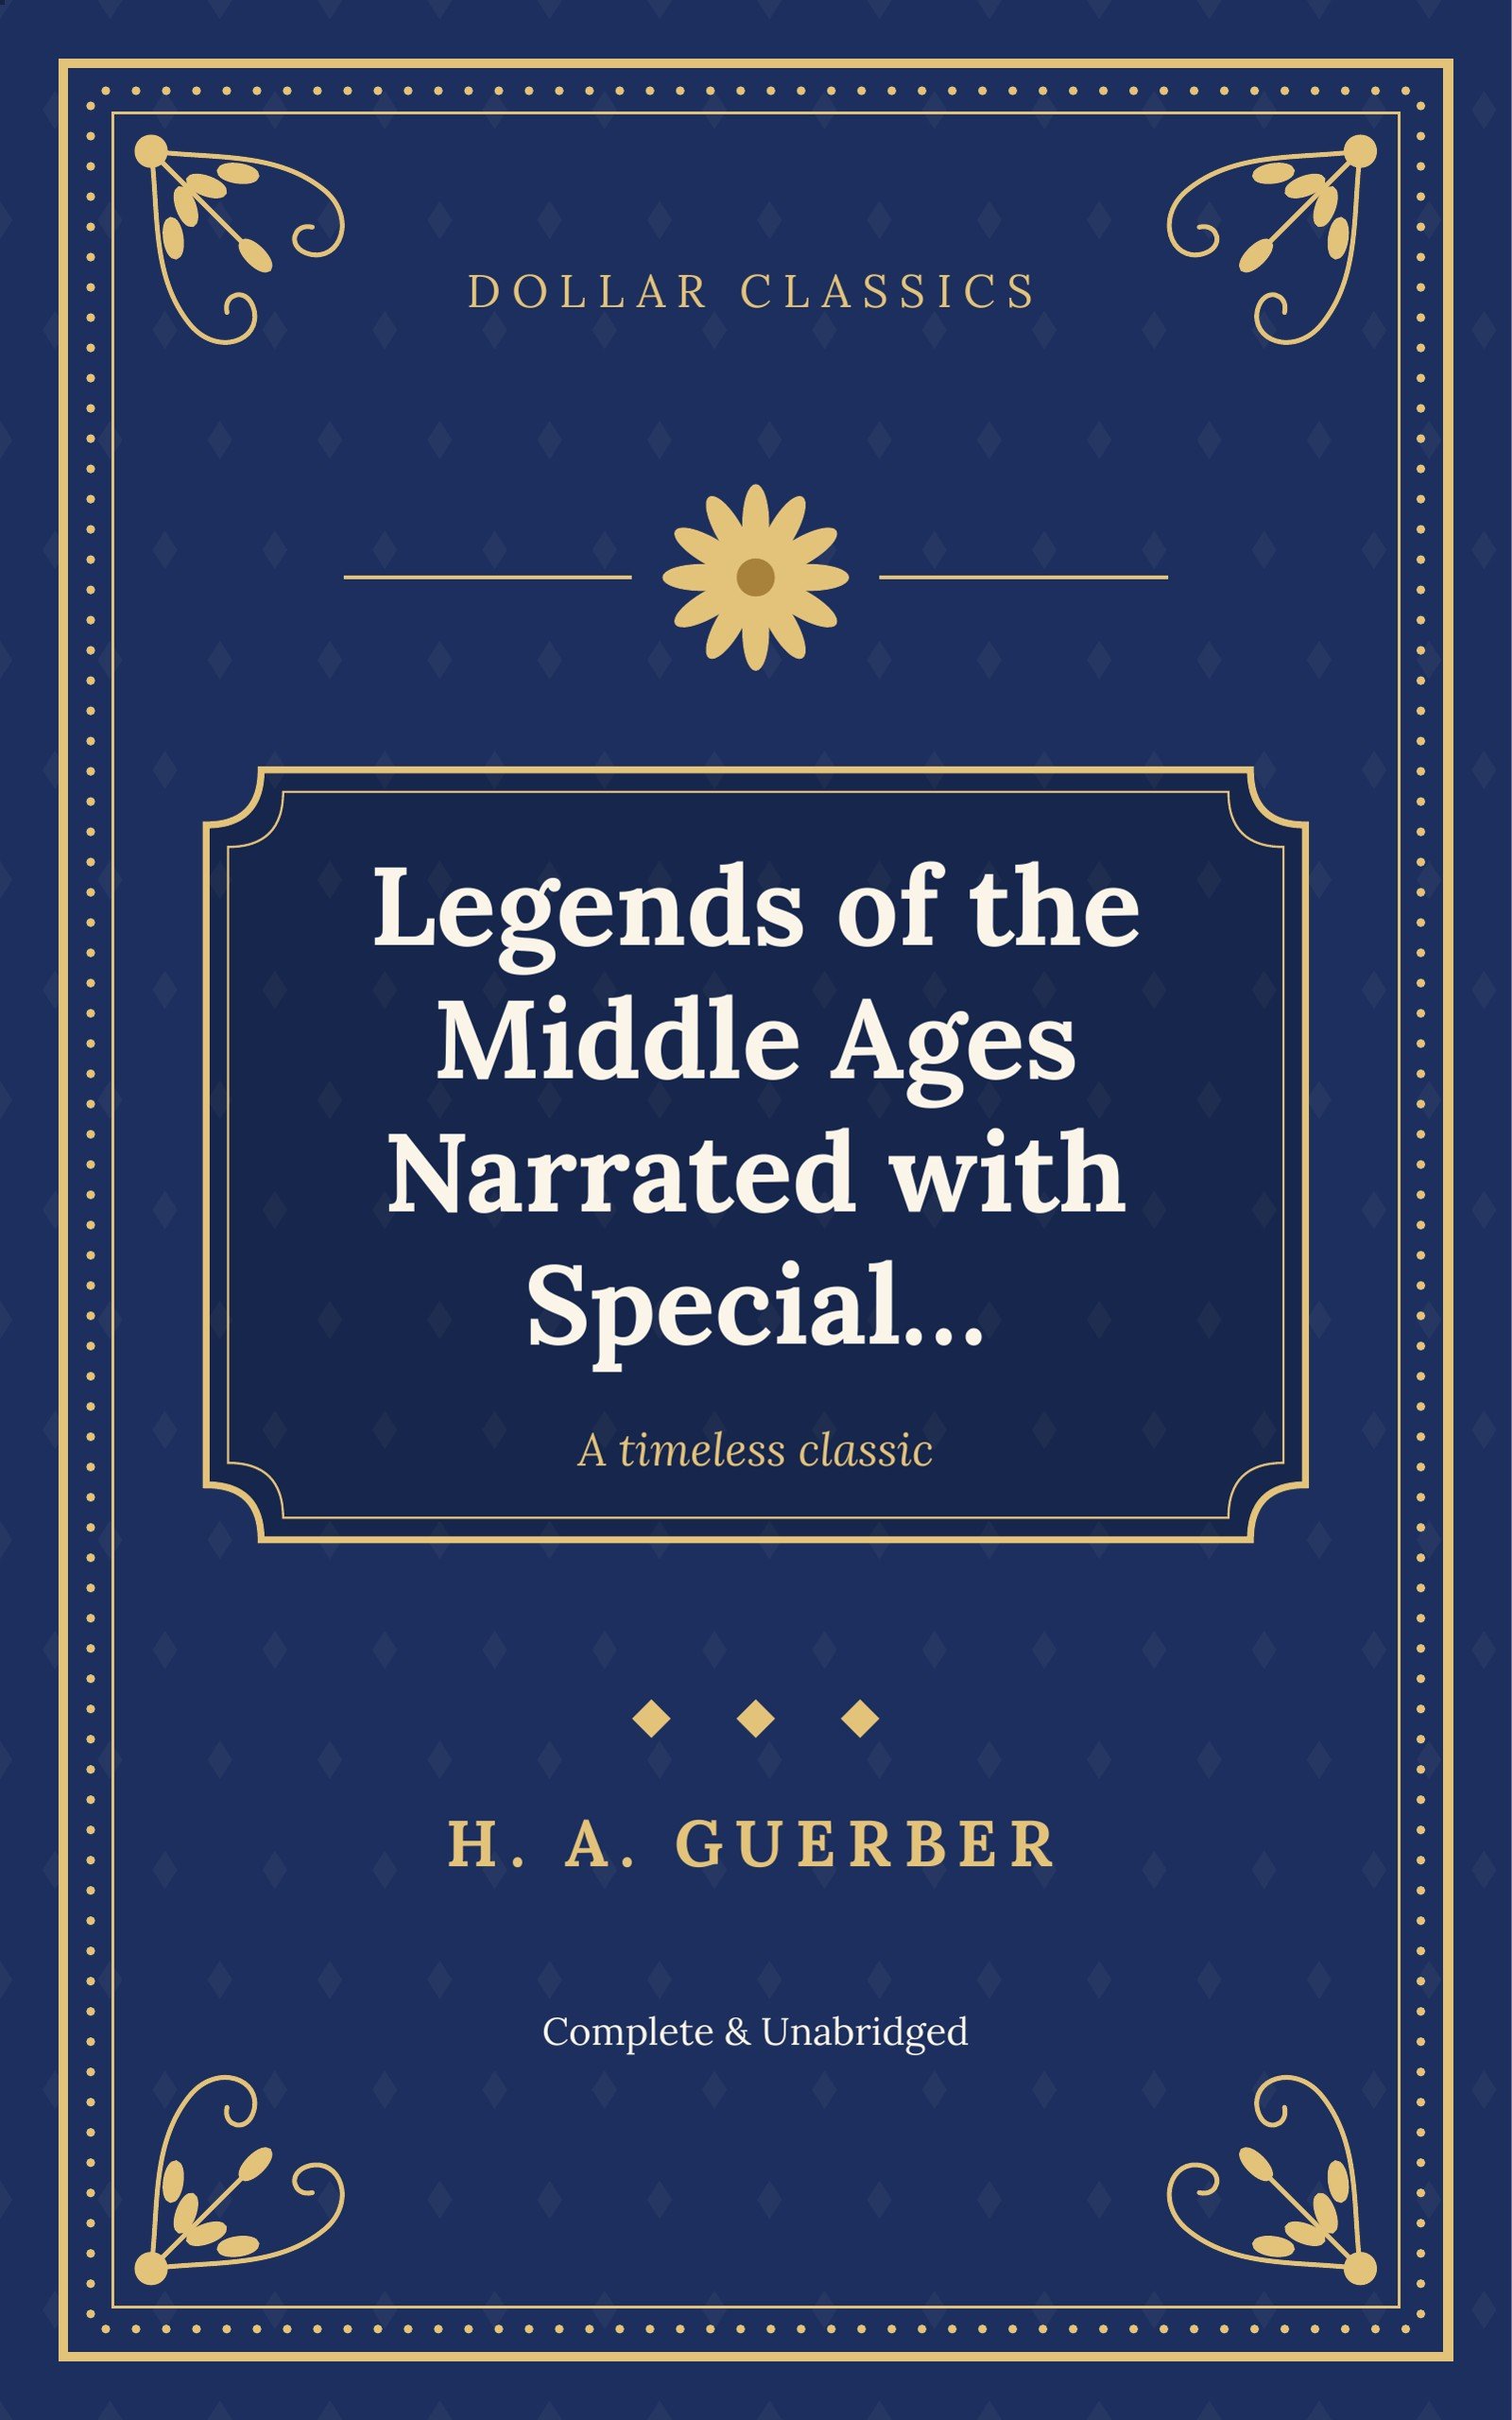 DOLLAR CLASSICS
Legends of the
Middle Ages
Narrated with
Special...
A timeless classic
H. A. GUERBER
Complete & Unabridged